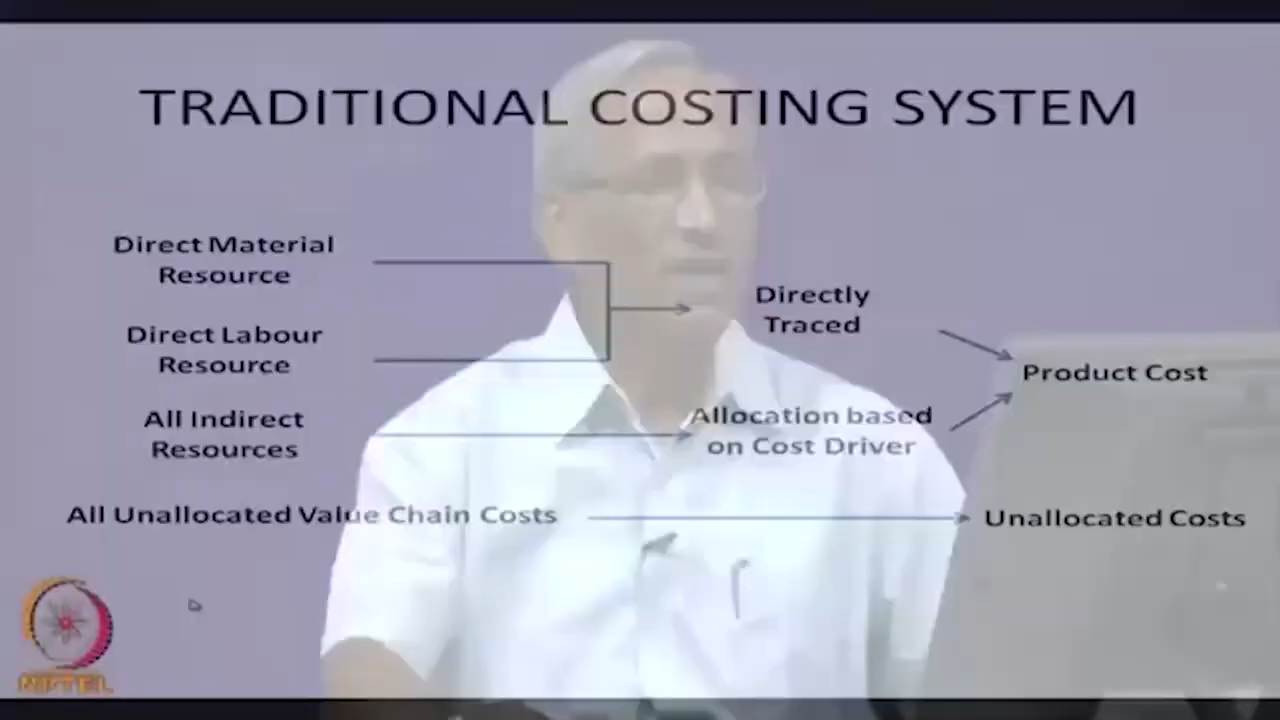 TRADITIONAL COSTING SYSTEM
Direct Material
Resource
Direct Labour
Resource
All Indirect
Resources
Directly
Traced
Allocation based
on Cost Driver
Product Cost
All Unallocated Value Chain Costs
Unallocated Costs
NPTEL